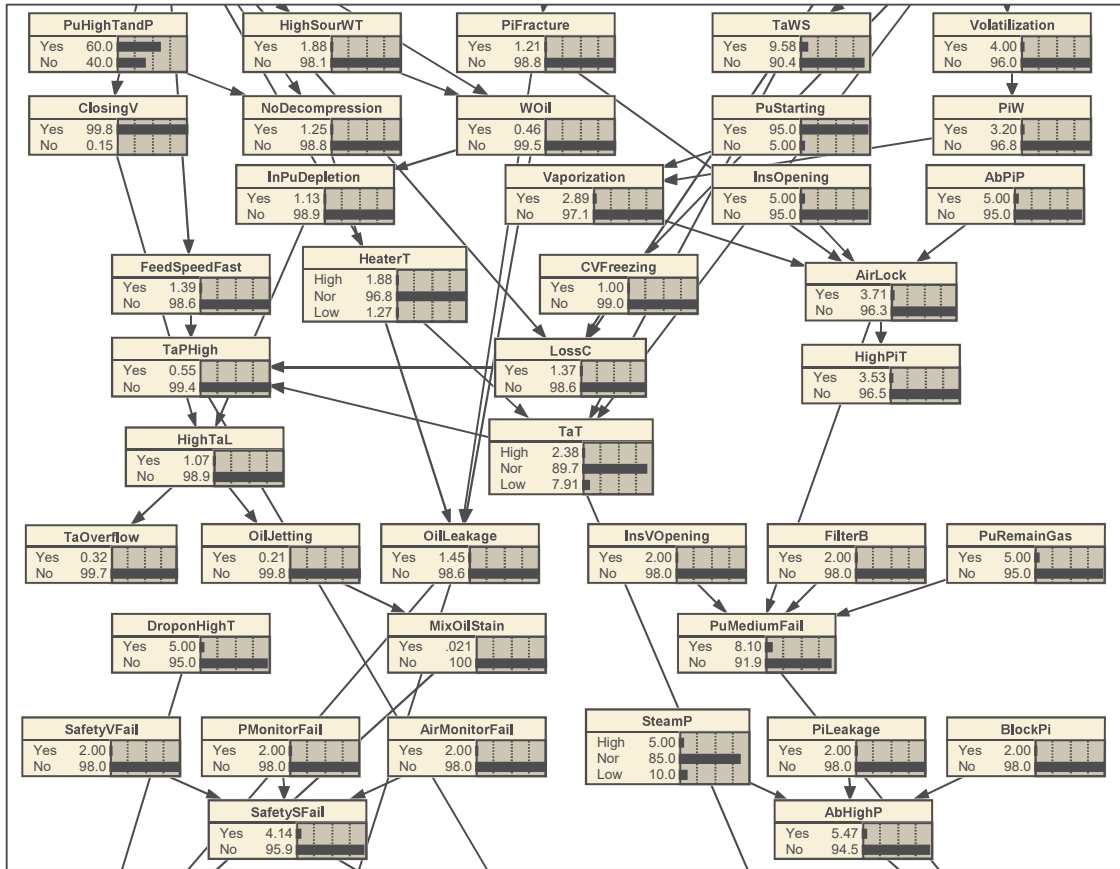 PuHighTandP
Yes 60.0
No 40.0
HighSourWT
Yes 1.88
No 98.1
PiFracture
Yes 1.21
No 98.8
TaWS
Yes 9.58
No 90.4
Volatilization
Yes 4.00
No 96.0
ClosingV
Yes 99.8
No 0.15
NoDecompression
Yes 1.25
No 98.8
WOil
Yes 0.46
No 99.5
PuStarting
Yes 95.0
No 5.00
PiW
Yes 3.20
No 96.8
InPuDepletion
Yes 1.13
No 98.9
Vaporization
Yes 2.89
No 97.1
InsOpening
Yes 5.00
No 95.0
AbPiP
Yes 5.00
No 95.0
FeedSpeedFast
Yes 1.39
No 98.6
HeaterT
High 1.88
Nor 96.8
Low 1.27
CVFreezing
Yes 1.00
No 99.0
AirLock
Yes 3.71
No 96.3
TaPHigh
Yes 0.55
No 99.4
LossC
Yes 1.37
No 98.6
HighPiT
Yes 3.53
No 96.5
HighTaL
Yes 1.07
No 98.9
TaT
High 2.38
Nor 89.7
Low 7.91
TaOverflow
Yes 0.32
No 99.7
OilJetting
Yes 0.21
No 99.8
OilLeakage
Yes 1.45
No 98.6
InsVOpening
Yes 2.00
No 98.0
FilterB
Yes 2.00
No 98.0
PuRemainGas
Yes 5.00
No 95.0
DroponHighT
Yes 5.00
No 95.0
MixOilStain
Yes .021
No 100
PuMediumFail
Yes 8.10
No 91.9
SafetyVFail
Yes 2.00
No 98.0
PMonitorFail
Yes 2.00
No 98.0
AirMonitorFail
Yes 2.00
No 98.0
SteamP
High 5.00
Nor 85.0
Low 10.0
PiLeakage
Yes 2.00
No 98.0
BlockPi
Yes 2.00
No 98.0
SafetySFail
Yes 4.14
No 95.9
AbHighP
Yes 5.47
No 94.5